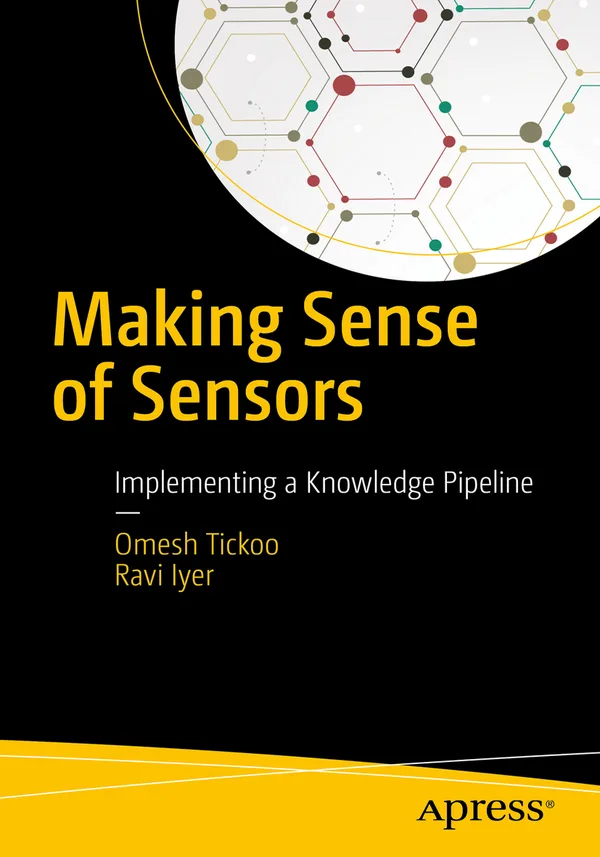 Making Sense
of Sensors
Implementing a Knowledge Pipeline
Omesh Tickoo
Ravi Iyer
Apress®